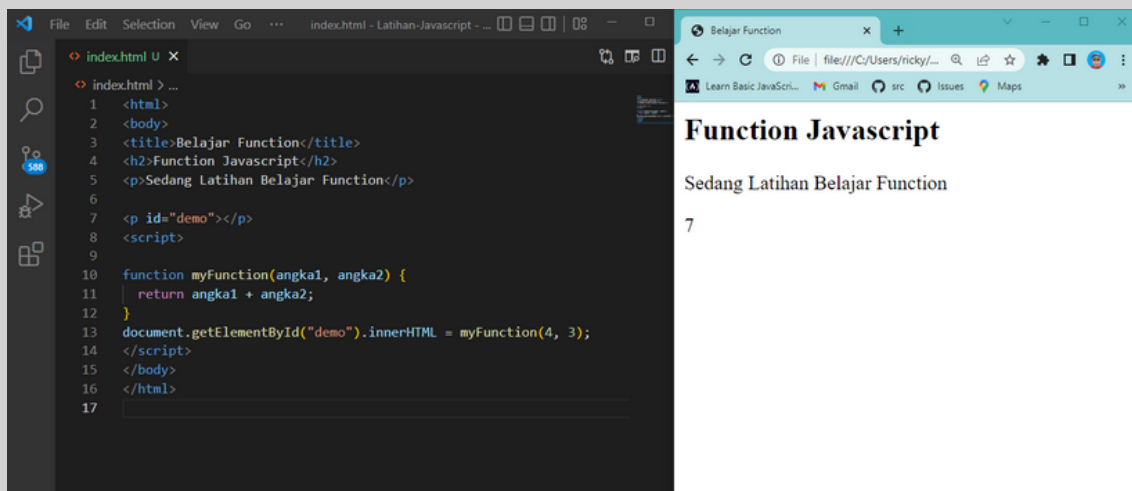 File Edit Selection View Go ··· index.html - Latihan-Javascript - ...
index.html U
index.html > ...
1 <html>
2 <body>
3 <title>Belajar Function</title>
4 <h2>Function Javascript</h2>
5 <p>Sedang Latihan Belajar Function</p>
6
7 <p id="demo"></p>
8 <script>
9
10 function myFunction(angka1, angka2) {
11 return angka1 + angka2;
12 }
13 document.getElementById("demo").innerHTML = myFunction(4, 3);
14 </script>
15 </body>
16 </html>
17
588
Belajar Function
File | file:///C:/Users/ricky/...
Learn Basic JavaScri... Gmail src Issues Maps »
Function Javascript
Sedang Latihan Belajar Function
7